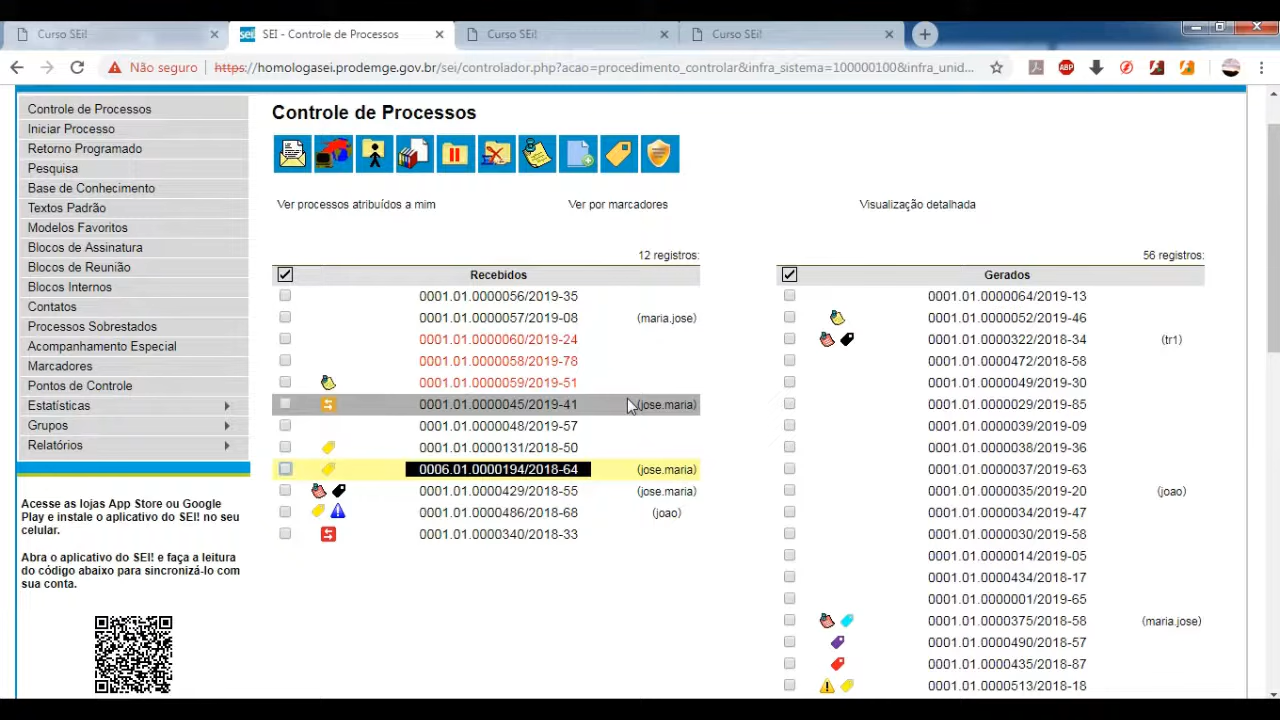 Curso SEi!
sei!
SEI - Controle de Processos
Curso SEi!
Curso SEi!
Não seguro
https://homologasei.prodemge.gov.br/sei/controlador.php?acao=procedimento_controlar&infra_sistema=100000100&infra_unid...
ABP
Controle de Processos
Iniciar Processo
Retorno Programado
Pesquisa
Base de Conhecimento
Textos Padrão
Modelos Favoritos
Blocos de Assinatura
Blocos de Reunião
Blocos Internos
Contatos
Processos Sobrestados
Acompanhamento Especial
Marcadores
Pontos de Controle
Estatísticas
Grupos
Relatórios
Acesse as lojas App Store ou Google
Play e instale o aplicativo do SEI! no seu
celular.
Abra o aplicativo do SEI! e faça a leitura
do código abaixo para sincronizá-lo com
sua conta.
Controle de Processos
Ver processos atribuídos a mim
Ver por marcadores
Visualização detalhada
12 registros:
Recebidos
0001.01.0000056/2019-35
0001.01.0000057/2019-08 (maria.jose)
0001.01.0000060/2019-24
0001.01.0000058/2019-78
0001.01.0000059/2019-51
0001.01.0000045/2019-41 (jose.maria)
0001.01.0000048/2019-57
0001.01.0000131/2018-50
0006.01.0000194/2018-64 (jose.maria)
0001.01.0000429/2018-55 (jose.maria)
0001.01.0000486/2018-68 (joao)
0001.01.0000340/2018-33
56 registros:
Gerados
0001.01.0000064/2019-13
0001.01.0000052/2019-46
0001.01.0000322/2018-34 (tr1)
0001.01.0000472/2018-58
0001.01.0000049/2019-30
0001.01.0000029/2019-85
0001.01.0000039/2019-09
0001.01.0000038/2019-36
0001.01.0000037/2019-63
0001.01.0000035/2019-20 (joao)
0001.01.0000034/2019-47
0001.01.0000030/2019-58
0001.01.0000014/2019-05
0001.01.0000434/2018-17
0001.01.0000001/2019-65
0001.01.0000375/2018-58 (maria.jose)
0001.01.0000490/2018-57
0001.01.0000435/2018-87
0001.01.0000513/2018-18